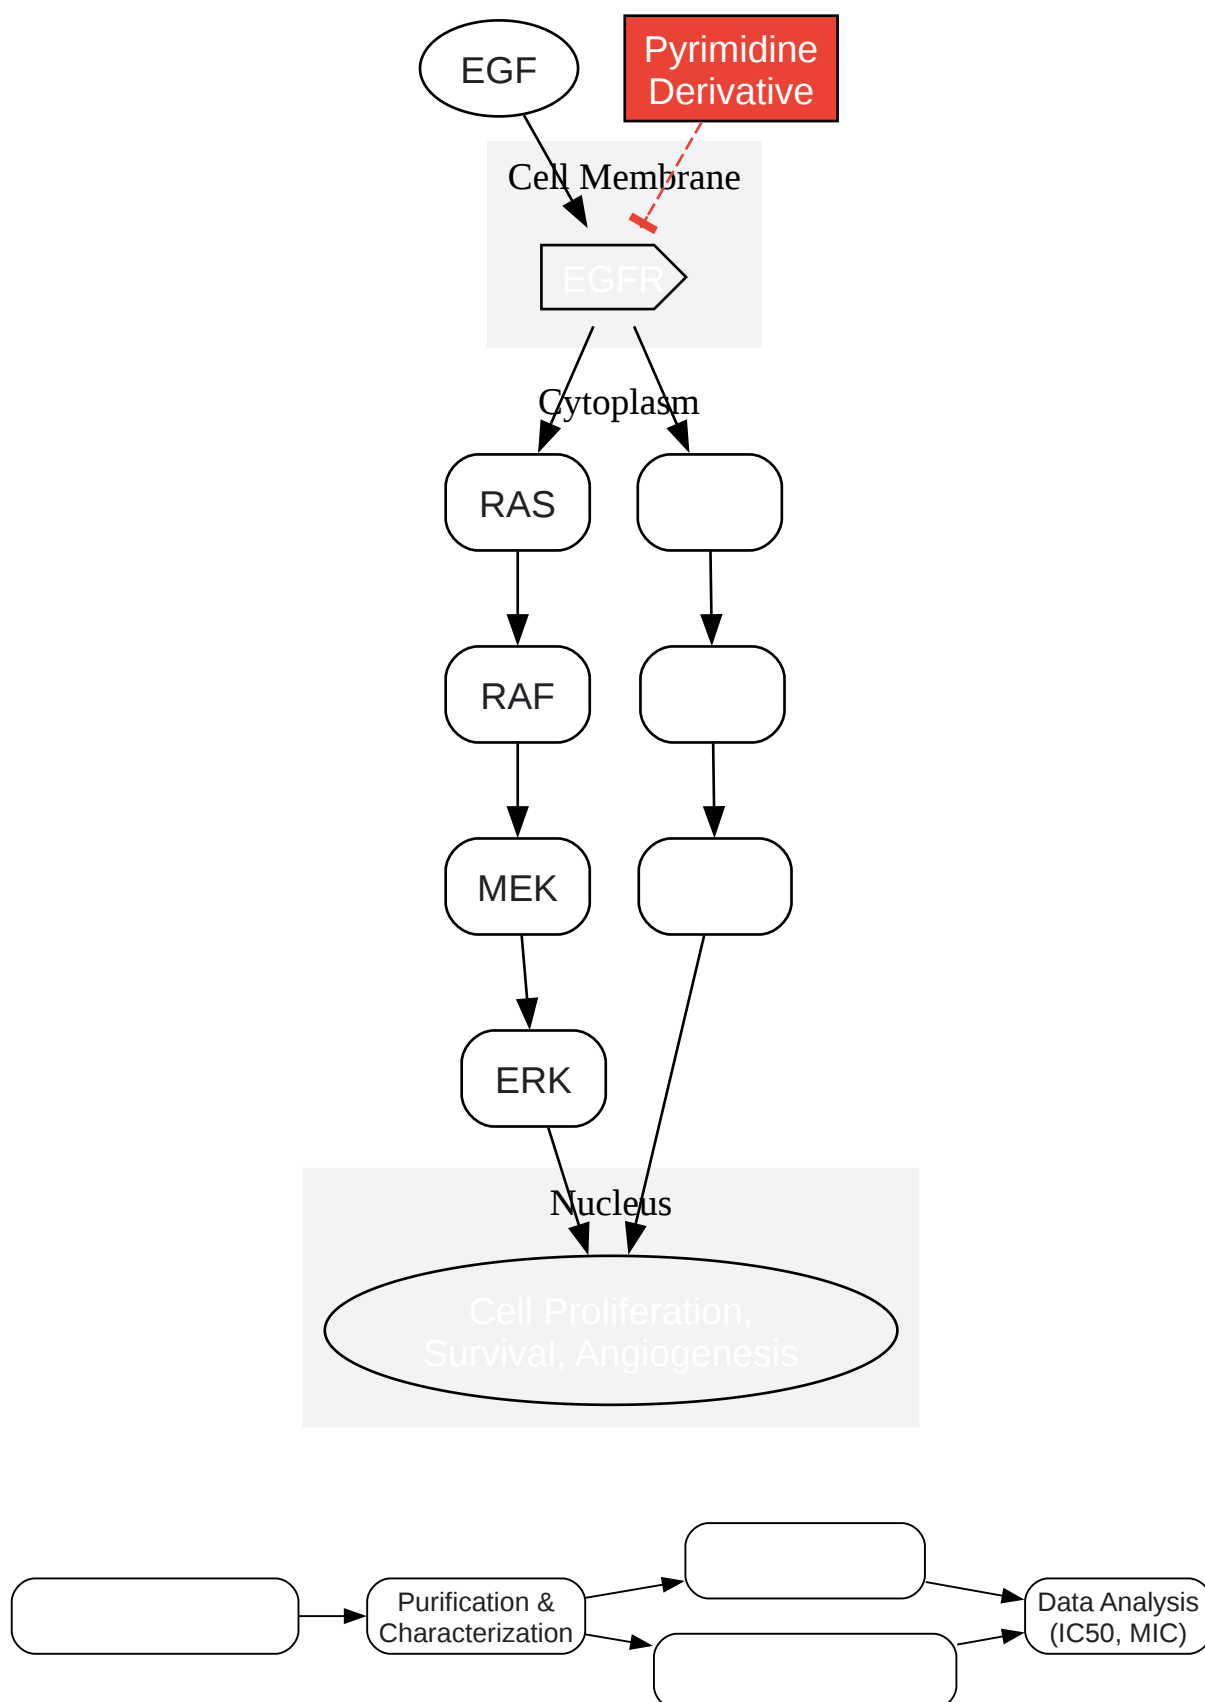 EGF
Pyrimidine
Derivative
Cell Membrane
EGFR
Cytoplasm
RAS
RAF
MEK
ERK
Nucleus
Cell Proliferation,
Survival, Angiogenesis
Purification &
Characterization
Data Analysis
(IC50, MIC)